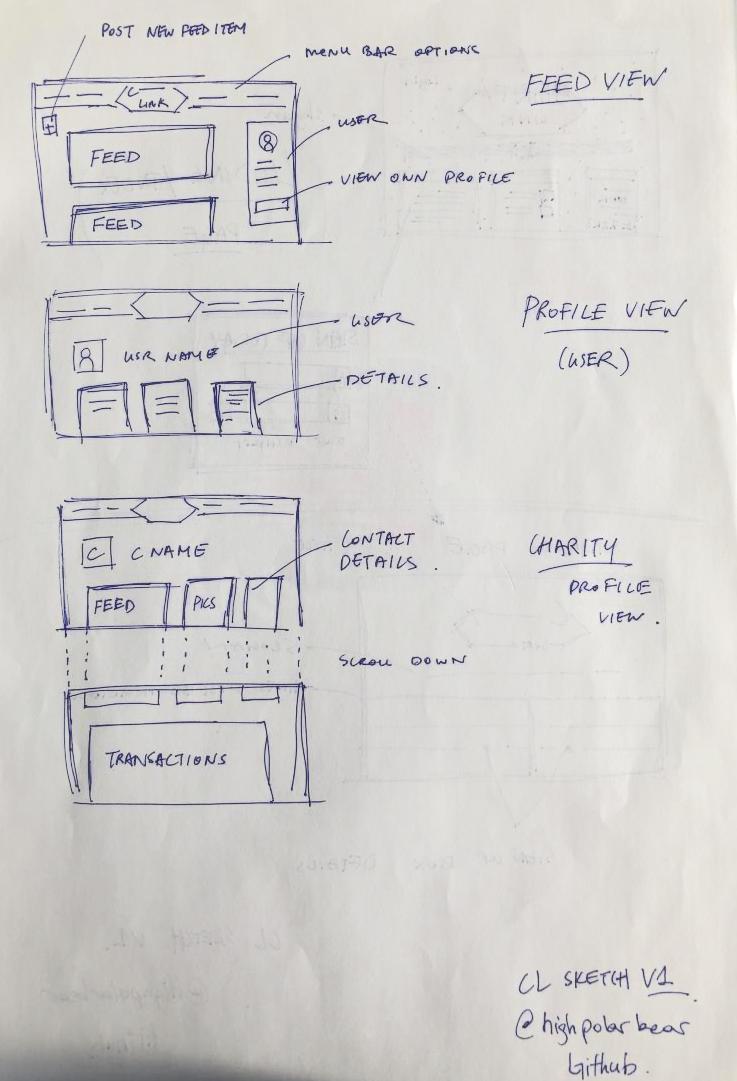 POST NEW FEED ITEM
MENU BAR OPTIONS
FEED VIEW
LINK
USER
FEED
VIEW OWN PROFILE
FEED
PROFILE VIEW
(USER)
USER
USR NAME
DETAILS.
CONTACT
DETAILS.
CHARITY
PROFILE
VIEW.
C
C NAME
FEED
PICS
SCROLL DOWN
TRANSACTIONS
CL SKETCH V1
@highpolarbear
Github.